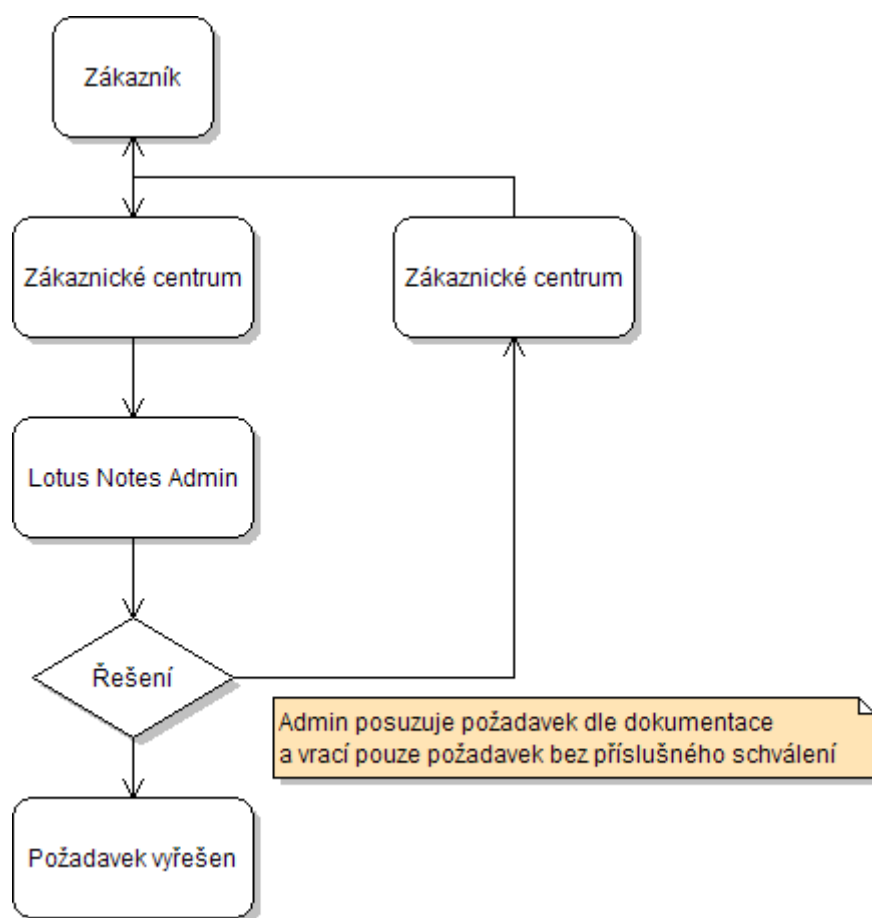 Zákazník
Zákaznické centrum
Zákaznické centrum
Lotus Notes Admin
Řešení
Admin posuzuje požadavek dle dokumentace
a vrací pouze požadavek bez příslušného schválení
Požadavek vyřešen